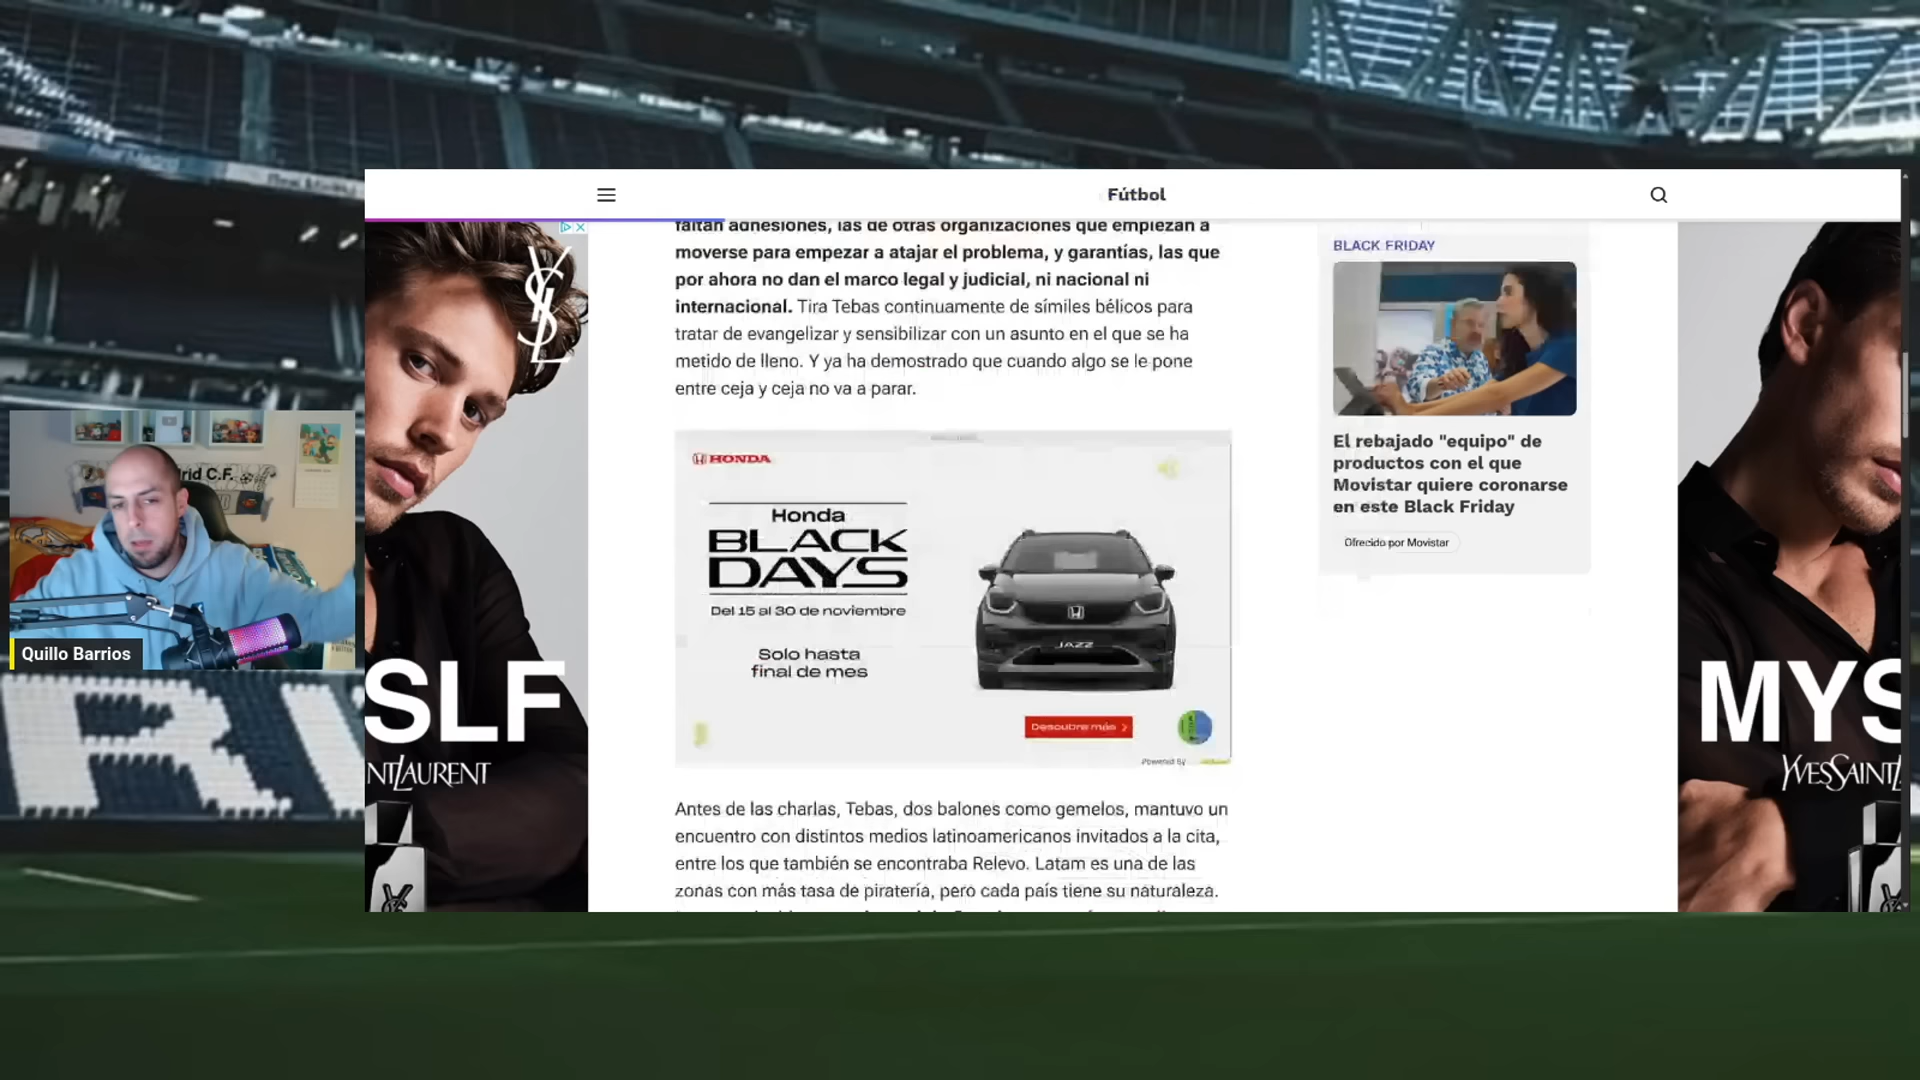 Fútbol
faltan adhesiones, las de otras organizaciones que empiezan a
moverse para empezar a atajar el problema, y garantías, las que
por ahora no dan el marco legal y judicial, ni nacional ni
internacional. Tira Tebas continuamente de símiles bélicos para
tratar de evangelizar y sensibilizar con un asunto en el que se ha
metido de lleno. Y ya ha demostrado que cuando algo se le pone
entre ceja y ceja no va a parar.
HONDA
Honda
BLACK
DAYS
Del 15 al 30 de noviembre
Solo hasta
final de mes
JAZZ
Descubre más
Powered By
Antes de las charlas, Tebas, dos balones como gemelos, mantuvo un
encuentro con distintos medios latinoamericanos invitados a la cita,
entre los que también se encontraba Relevo. Latam es una de las
zonas con más tasa de piratería, pero cada país tiene su naturaleza.
BLACK FRIDAY
El rebajado "equipo" de
productos con el que
Movistar quiere coronarse
en este Black Friday
Ofrecido por Movistar
YSL
SLF
NTLAURENT
MYS
YVESSAINTL
rid C.F.
Quillo Barrios
RI